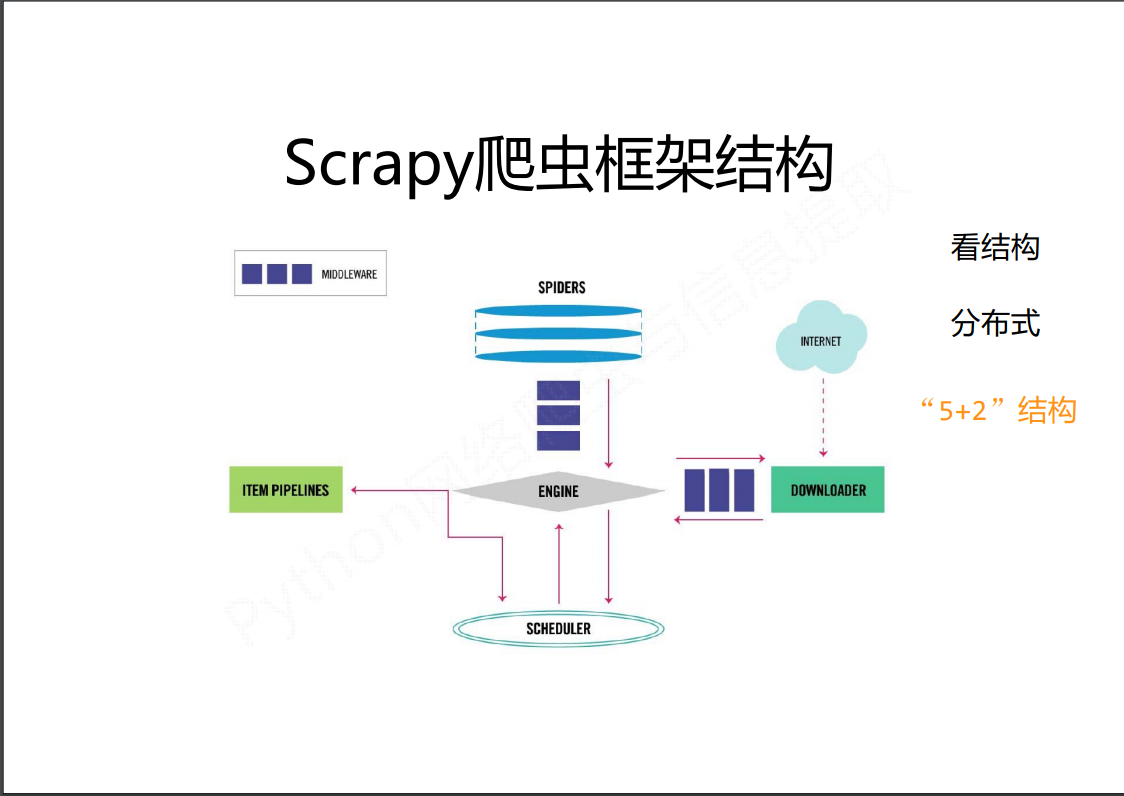 Scrapy爬虫框架结构
看结构
MIDDLEWARE
SPIDERS
分布式
INTERNET
“5+2”结构
ITEM PIPELINES
ENGINE
DOWNLOADER
SCHEDULER
Python网络爬虫与信息提取